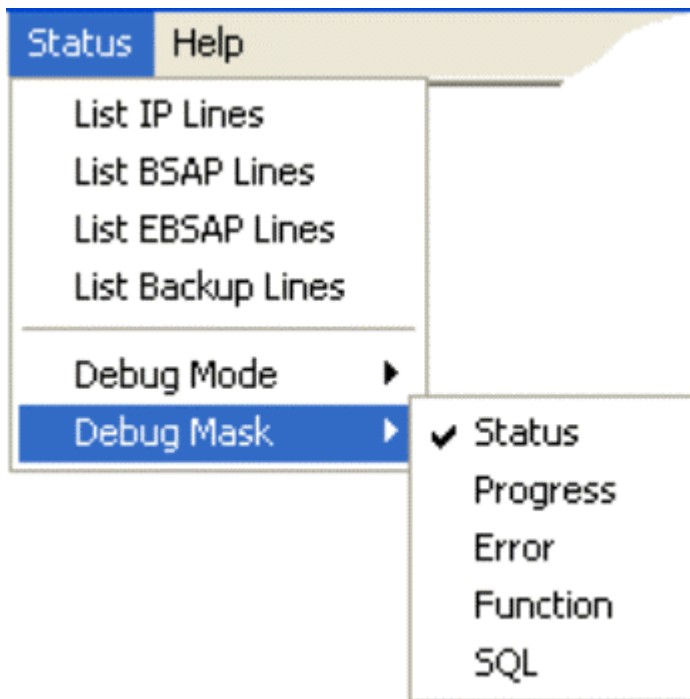 Status Help
List IP Lines
List BSAP Lines
List EBSAP Lines
List Backup Lines
Debug Mode
Debug Mask
Status
Progress
Error
Function
SQL